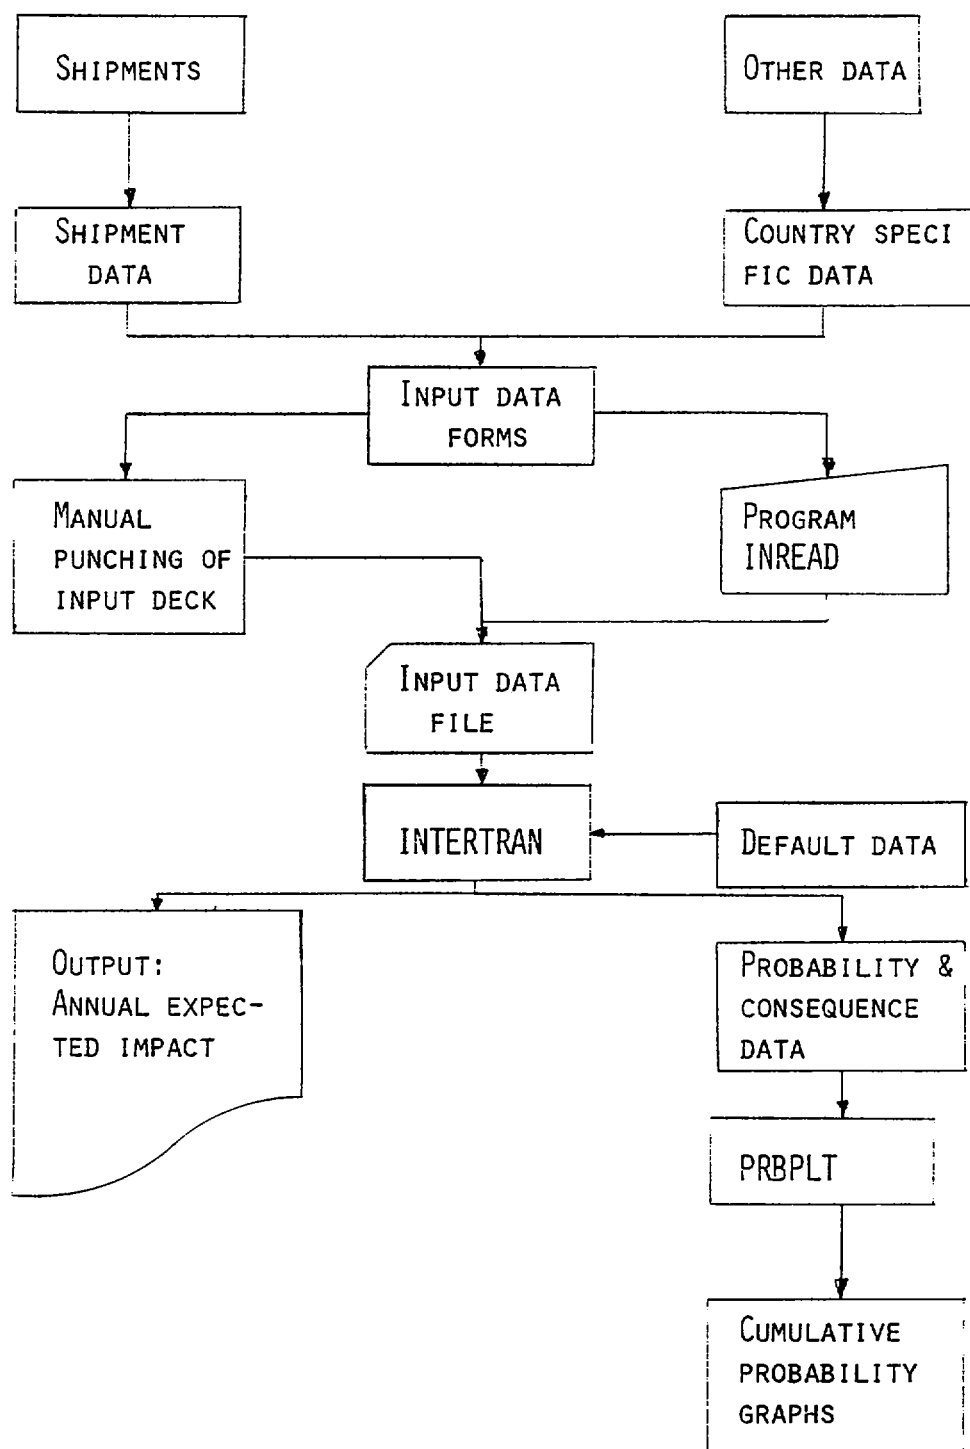 SHIPMENTS
OTHER DATA
SHIPMENT
DATA
COUNTRY SPECI
FIC DATA
INPUT DATA
FORMS
MANUAL
PUNCHING OF
INPUT DECK
PROGRAM
INREAD
INPUT DATA
FILE
INTERTRAN
DEFAULT DATA
OUTPUT:
ANNUAL EXPEC-
TED IMPACT
PROBABILITY &
CONSEQUENCE
DATA
PRBPLT
CUMULATIVE
PROBABILITY
GRAPHS